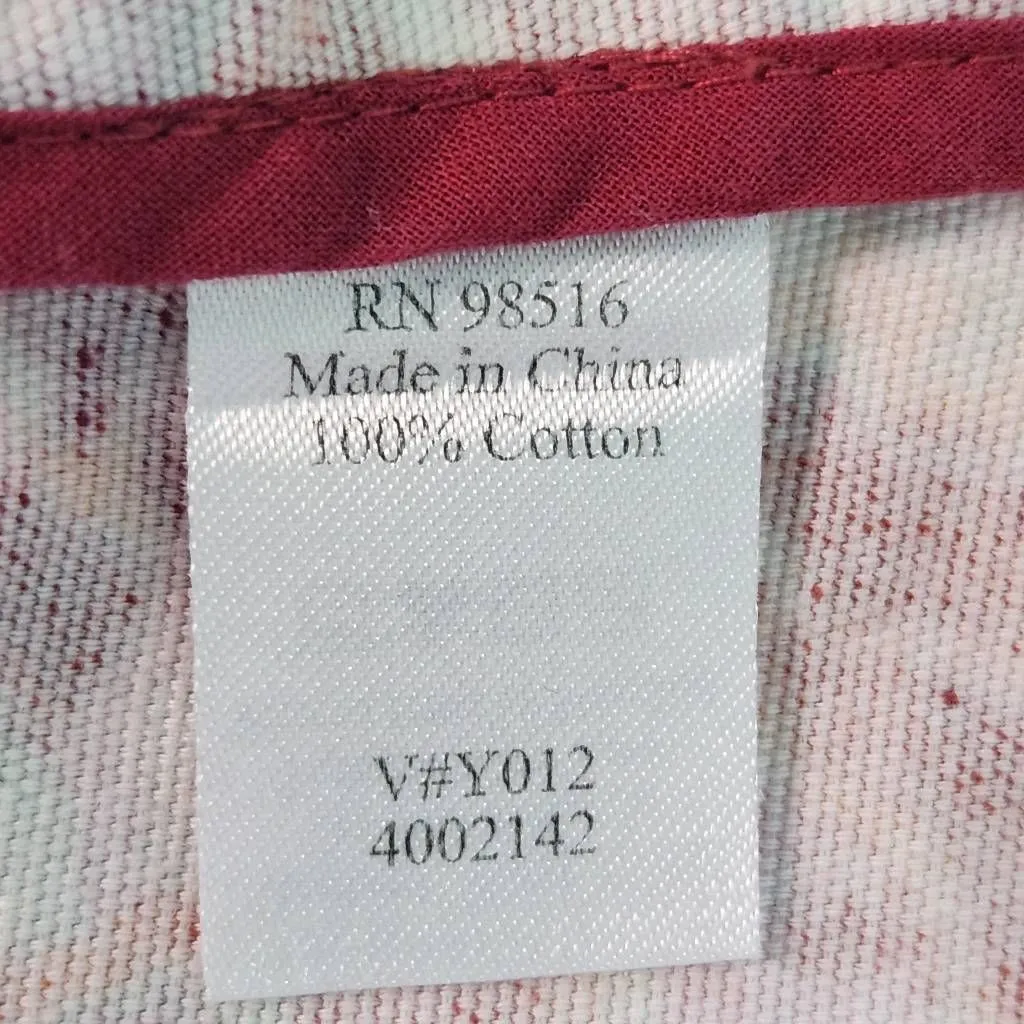 RN 98516
Made in China
100% Cotton
V#Y012
4002142